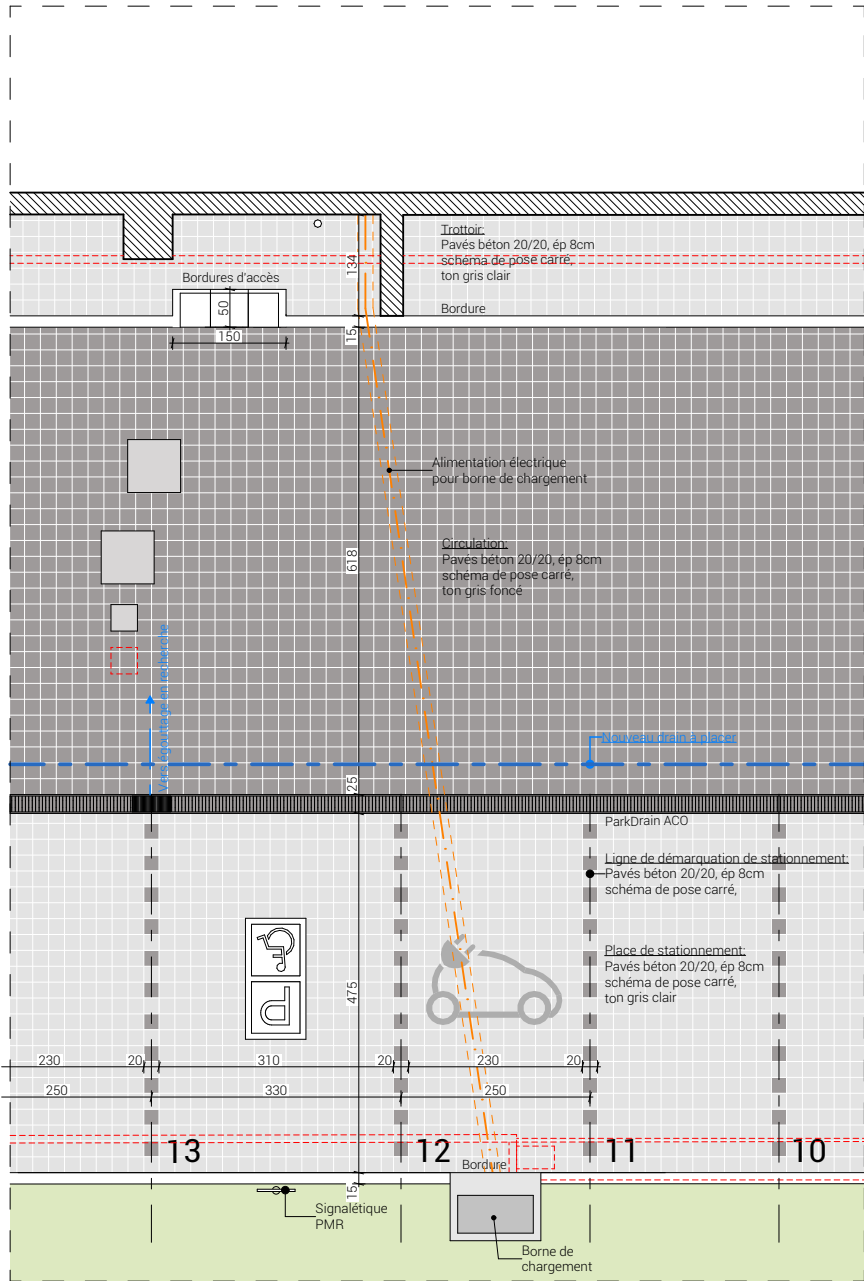 Trottoir:
Pavés béton 20/20, ép 8cm
schéma de pose carré,
ton gris clair
134
Bordures d'accès
50
Bordure
15
150
Alimentation électrique
pour borne de chargement
Circulation:
Pavés béton 20/20, ép 8cm
schéma de pose carré,
ton gris foncé
618
Vers égouttage en recherche
Nouveau drain à placer
25
ParkDrain ACO
Ligne de démarquation de stationnement:
Pavés béton 20/20, ép 8cm
schéma de pose carré,
Place de stationnement:
Pavés béton 20/20, ép 8cm
schéma de pose carré,
ton gris clair
P
475
230
20
310
20
230
20
250
330
250
13
12
11
10
Bordure
15
Signalétique
PMR
Borne de
chargement